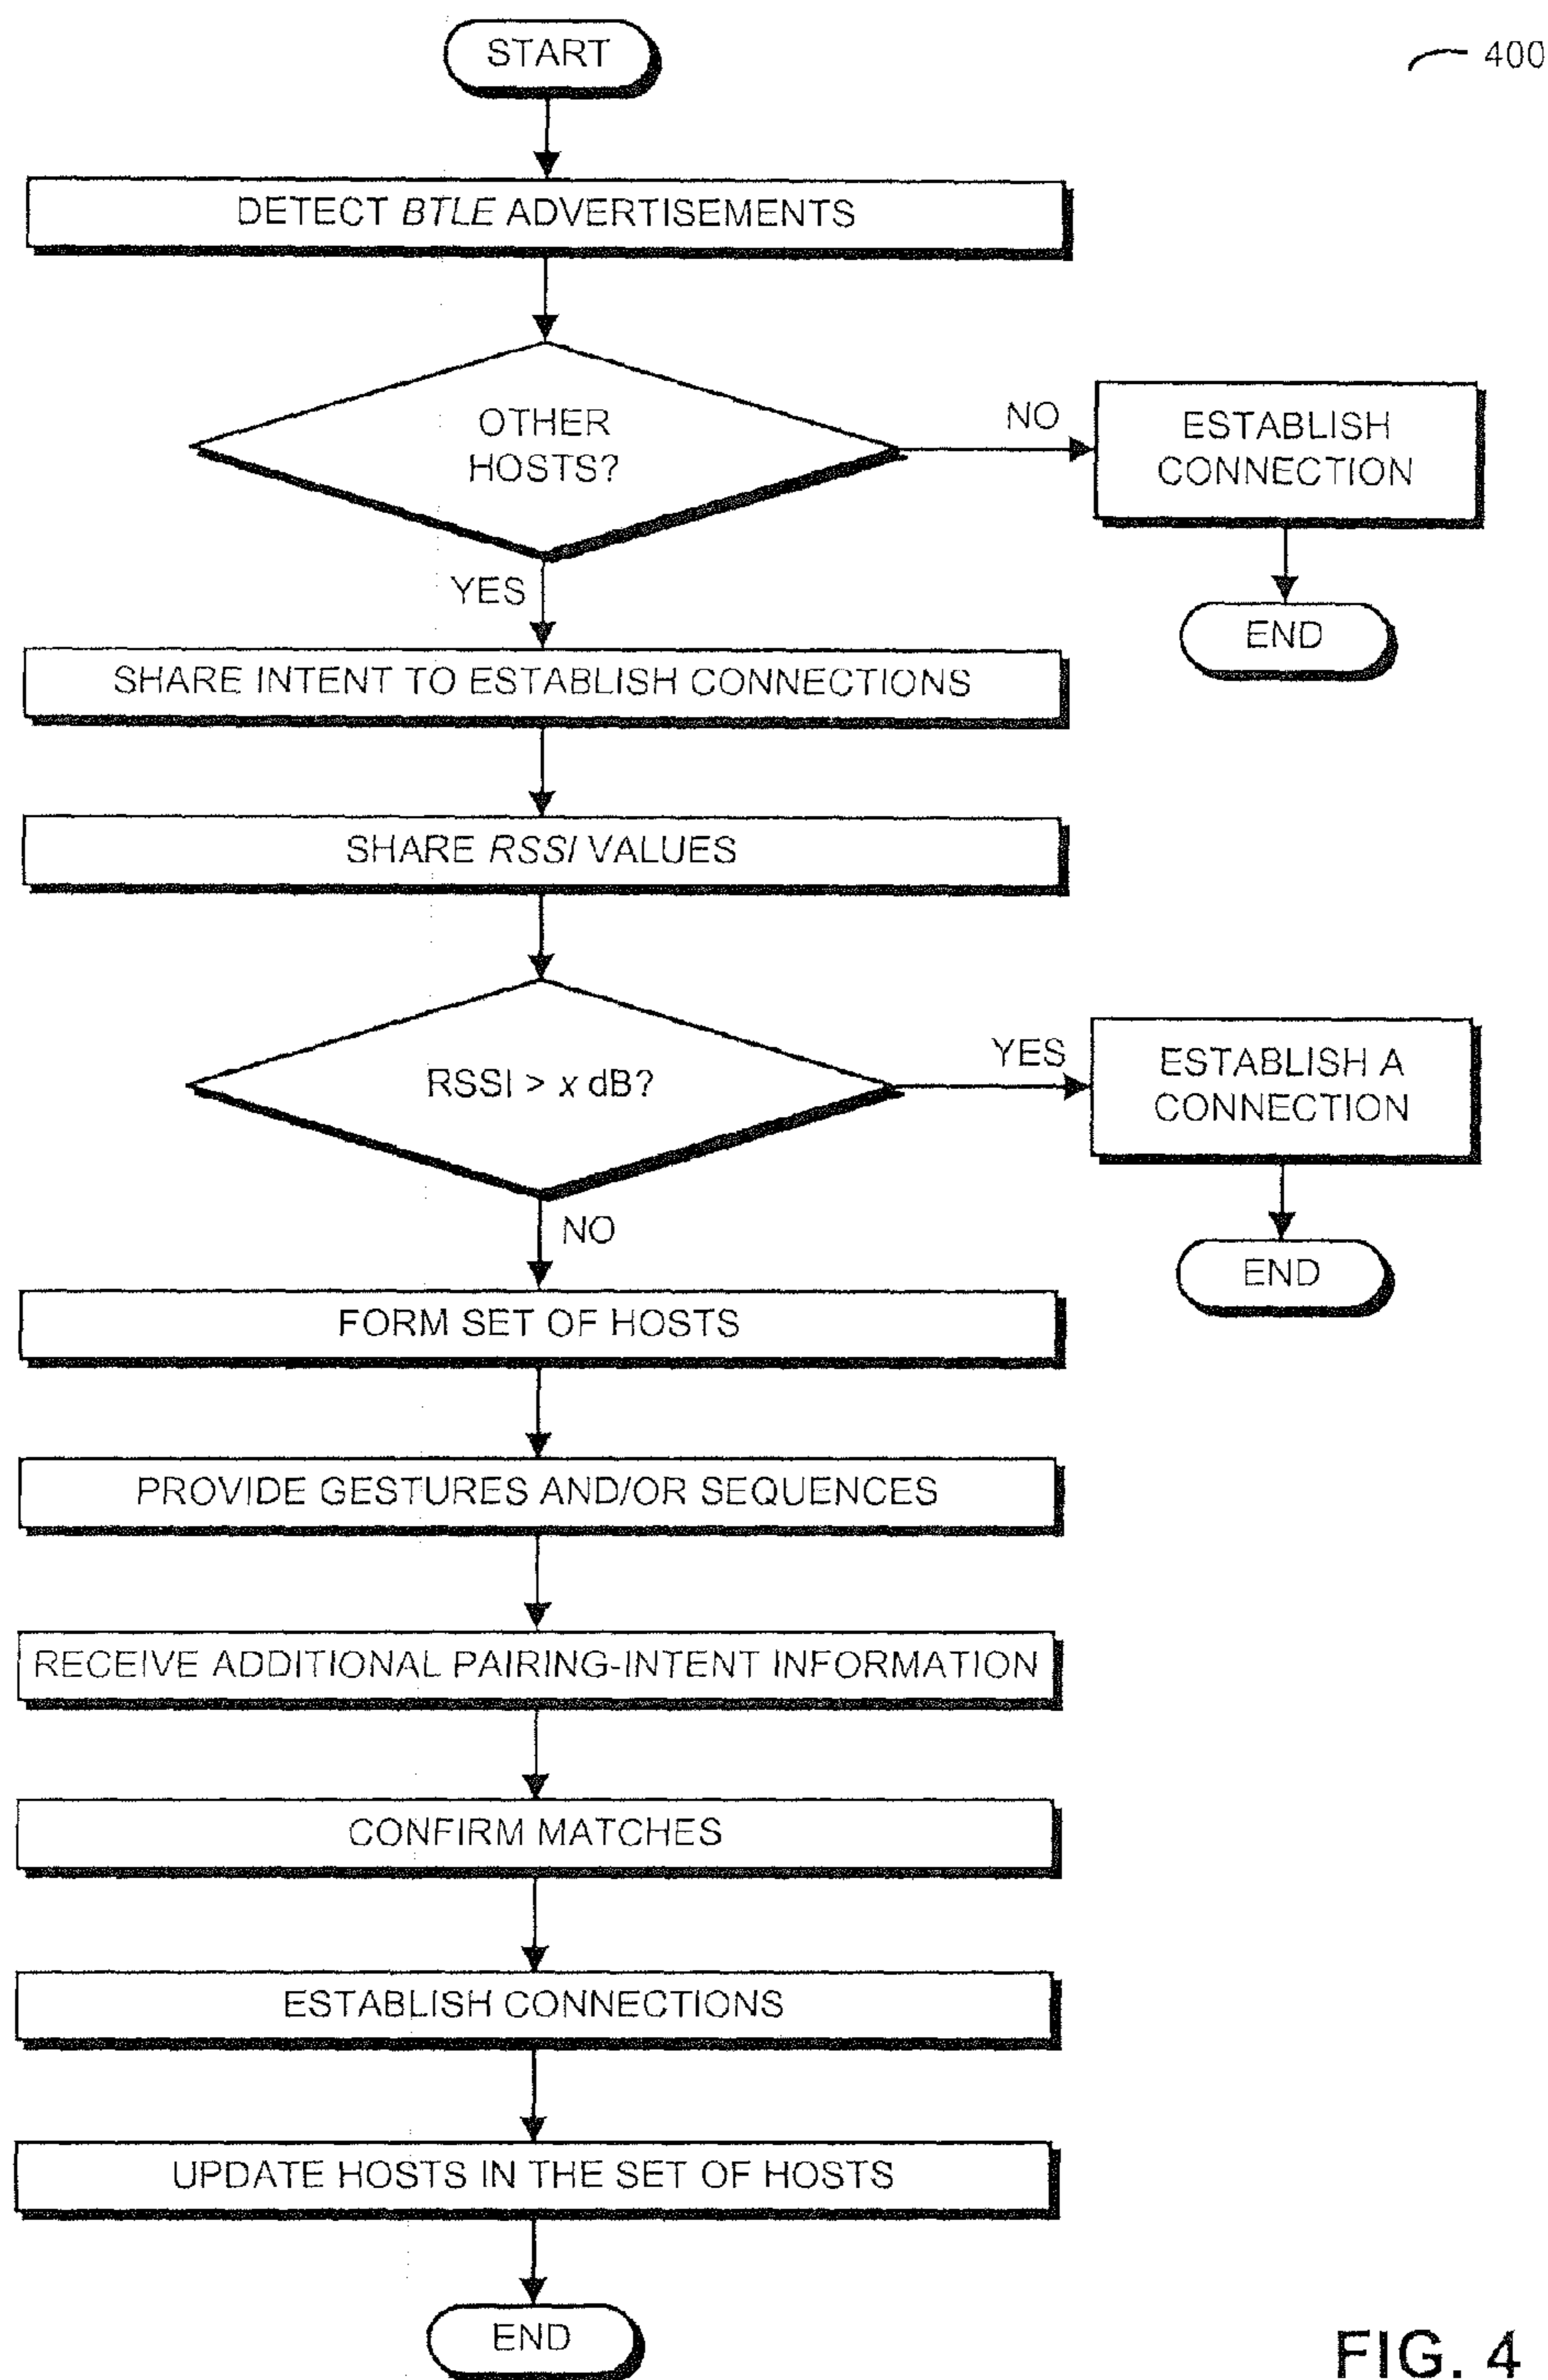 START
400
DETECT BTLE ADVERTISEMENTS
OTHER
HOSTS?
NO
ESTABLISH
CONNECTION
END
YES
SHARE INTENT TO ESTABLISH CONNECTIONS
SHARE RSSI VALUES
RSSI > x dB?
YES
ESTABLISH A
CONNECTION
END
NO
FORM SET OF HOSTS
PROVIDE GESTURES AND/OR SEQUENCES
RECEIVE ADDITIONAL PAIRING-INTENT INFORMATION
CONFIRM MATCHES
ESTABLISH CONNECTIONS
UPDATE HOSTS IN THE SET OF HOSTS
END
FIG. 4